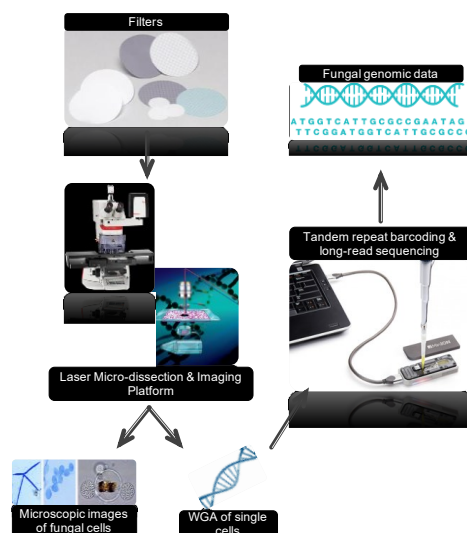 Filters
Fungal genomic data
ATGGTCATTGCGCCGAATAG
TTCGGATGGTCATTGCGCC
Tandem repeat barcoding &
long-read sequencing
Laser Micro-dissection & Imaging
Platform
Microscopic images
of fungal cells
WGA of single
cells